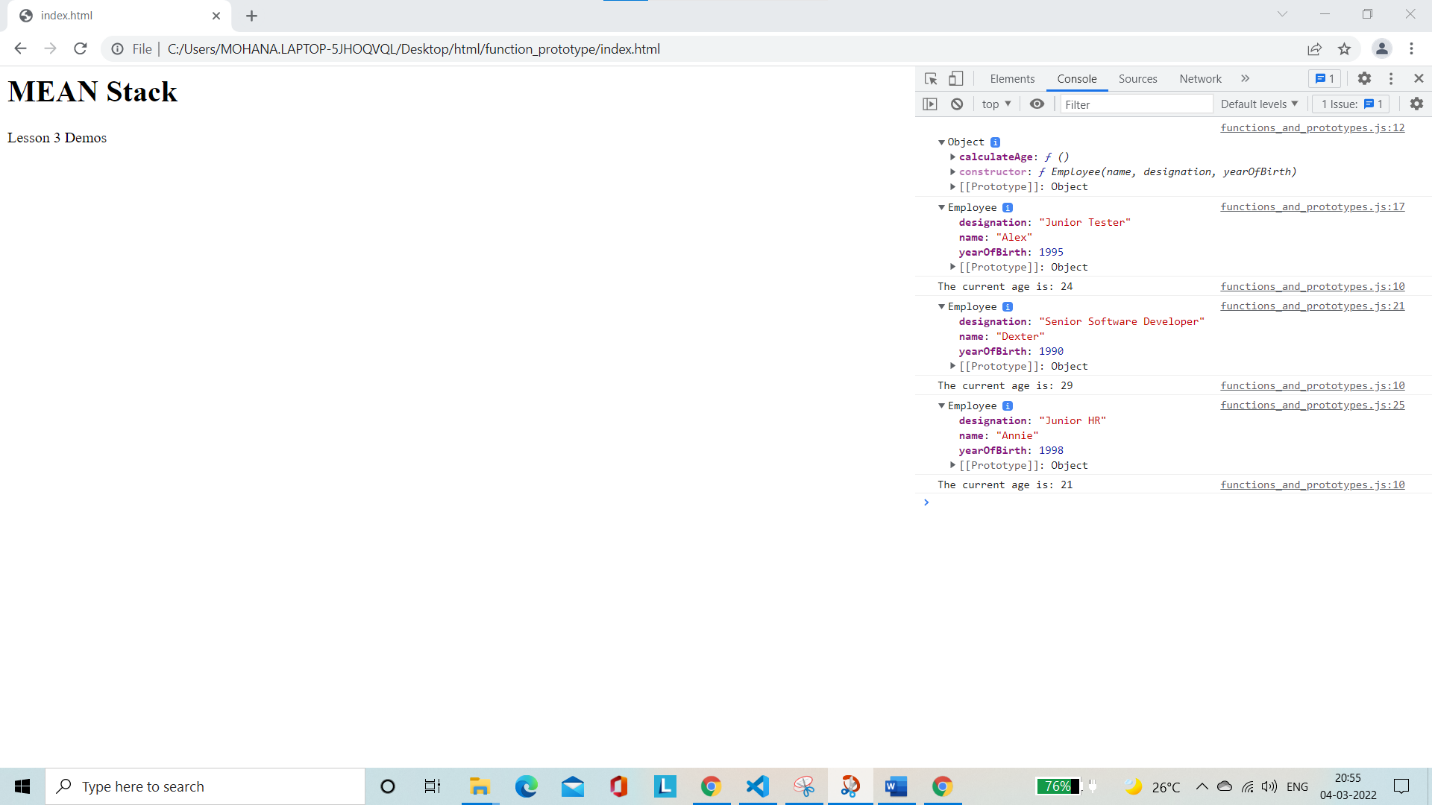 index.html
File | C:/Users/MOHANA.LAPTOP-5JHOQVQL/Desktop/html/function_prototype/index.html
MEAN Stack
Lesson 3 Demos
Elements Console Sources Network » 1
top ▼ Filter Default levels ▼ 1 Issue: 1
functions_and_prototypes.js:12
▼Object i
▶calculateAge: ƒ ()
▶constructor: ƒ Employee(name, designation, yearOfBirth)
▶[[Prototype]]: Object
▼Employee i functions_and_prototypes.js:17
designation: "Junior Tester"
name: "Alex"
yearOfBirth: 1995
▶[[Prototype]]: Object
The current age is: 24 functions_and_prototypes.js:10
▼Employee i functions_and_prototypes.js:21
designation: "Senior Software Developer"
name: "Dexter"
yearOfBirth: 1990
▶[[Prototype]]: Object
The current age is: 29 functions_and_prototypes.js:10
▼Employee i functions_and_prototypes.js:25
designation: "Junior HR"
name: "Annie"
yearOfBirth: 1998
▶[[Prototype]]: Object
The current age is: 21 functions_and_prototypes.js:10
›
Type here to search
L
W
76%
26°C
ENG
20:55
04-03-2022